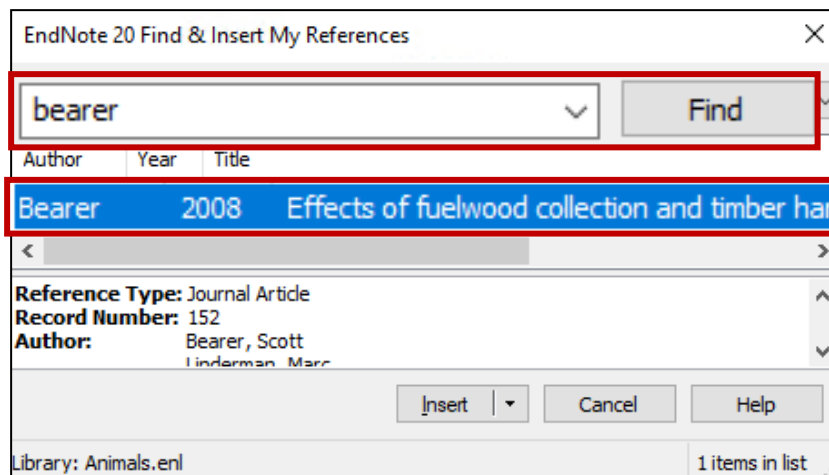 EndNote 20 Find & Insert My References
bearer Find
Author Year Title
Bearer 2008 Effects of fuelwood collection and timber har
Reference Type: Journal Article
Record Number: 152
Author: Bearer, Scott
Linderman, Marc
Insert Cancel Help
Library: Animals.enl 1 items in list